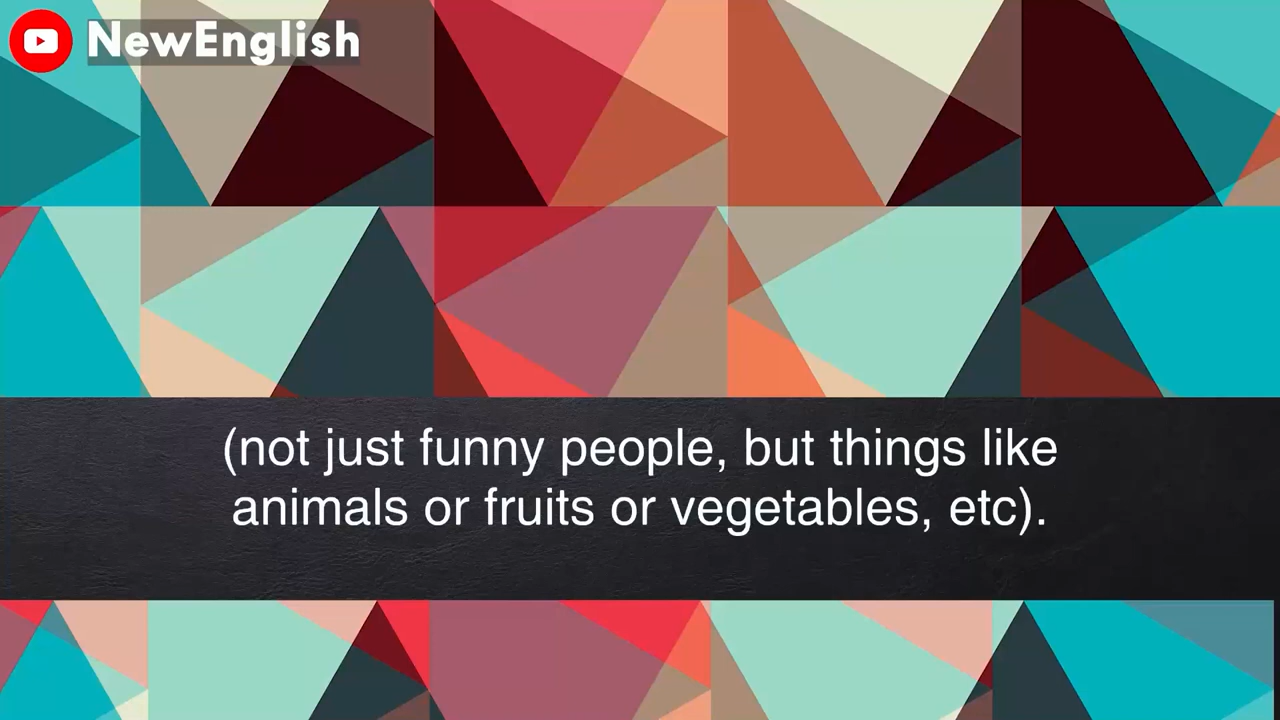 NewEnglish
(not just funny people, but things like
animals or fruits or vegetables, etc).